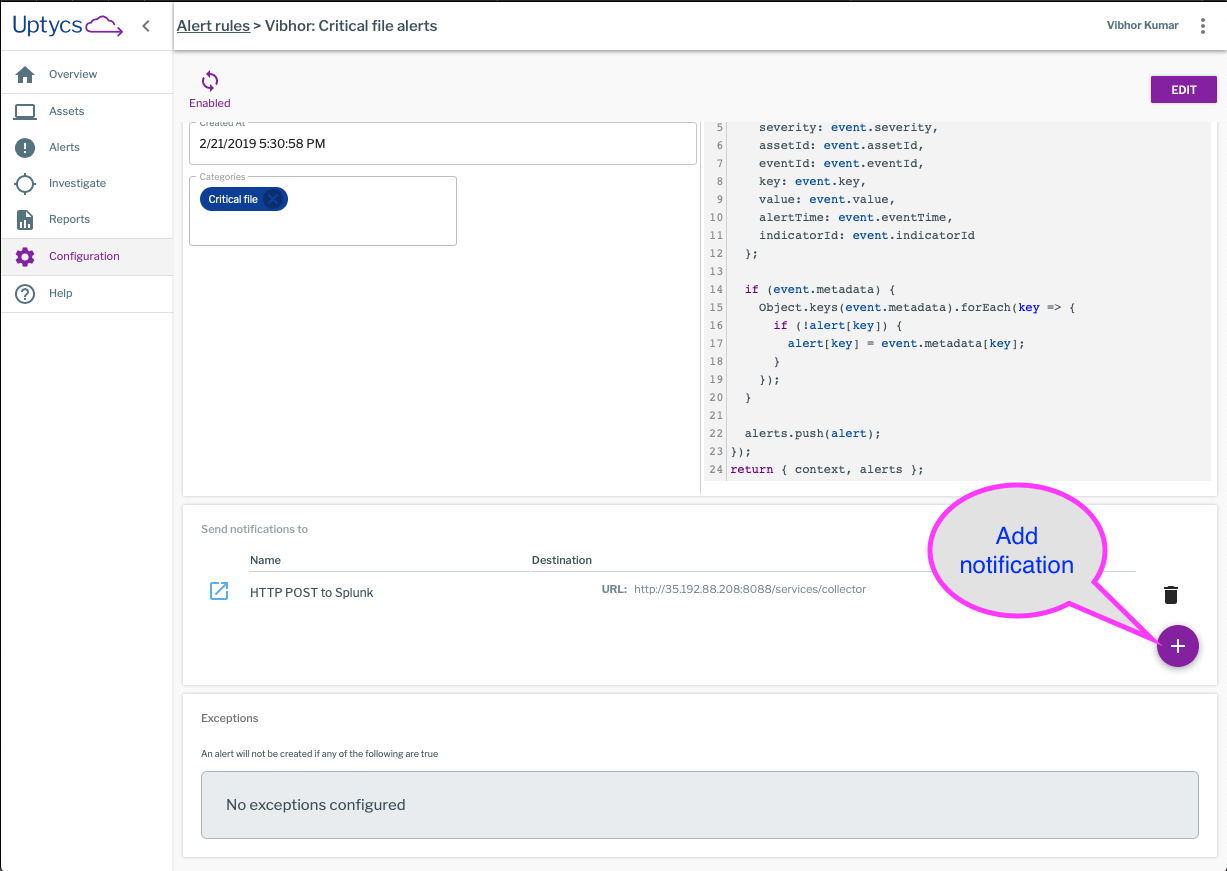 Uptycs
Alert rules > Vibhor: Critical file alerts
Vibhor Kumar
Overview
Assets
Alerts
Investigate
Reports
Configuration
Help
Enabled
EDIT
Created At
2/21/2019 5:30:58 PM
Categories
Critical file
5 severity: event.severity,
6 assetId: event.assetId,
7 eventId: event.eventId,
8 key: event.key,
9 value: event.value,
10 alertTime: event.eventTime,
11 indicatorId: event.indicatorId
12 };
13
14 if (event.metadata) {
15 Object.keys(event.metadata).forEach(key => {
16 if (!alert[key]) {
17 alert[key] = event.metadata[key];
18 }
19 });
20 }
21
22 alerts.push(alert);
23 });
24 return { context, alerts };
Send notifications to
Name Destination
HTTP POST to Splunk URL: http://35.192.88.208:8088/services/collector
Add
notification
Exceptions
An alert will not be created if any of the following are true
No exceptions configured